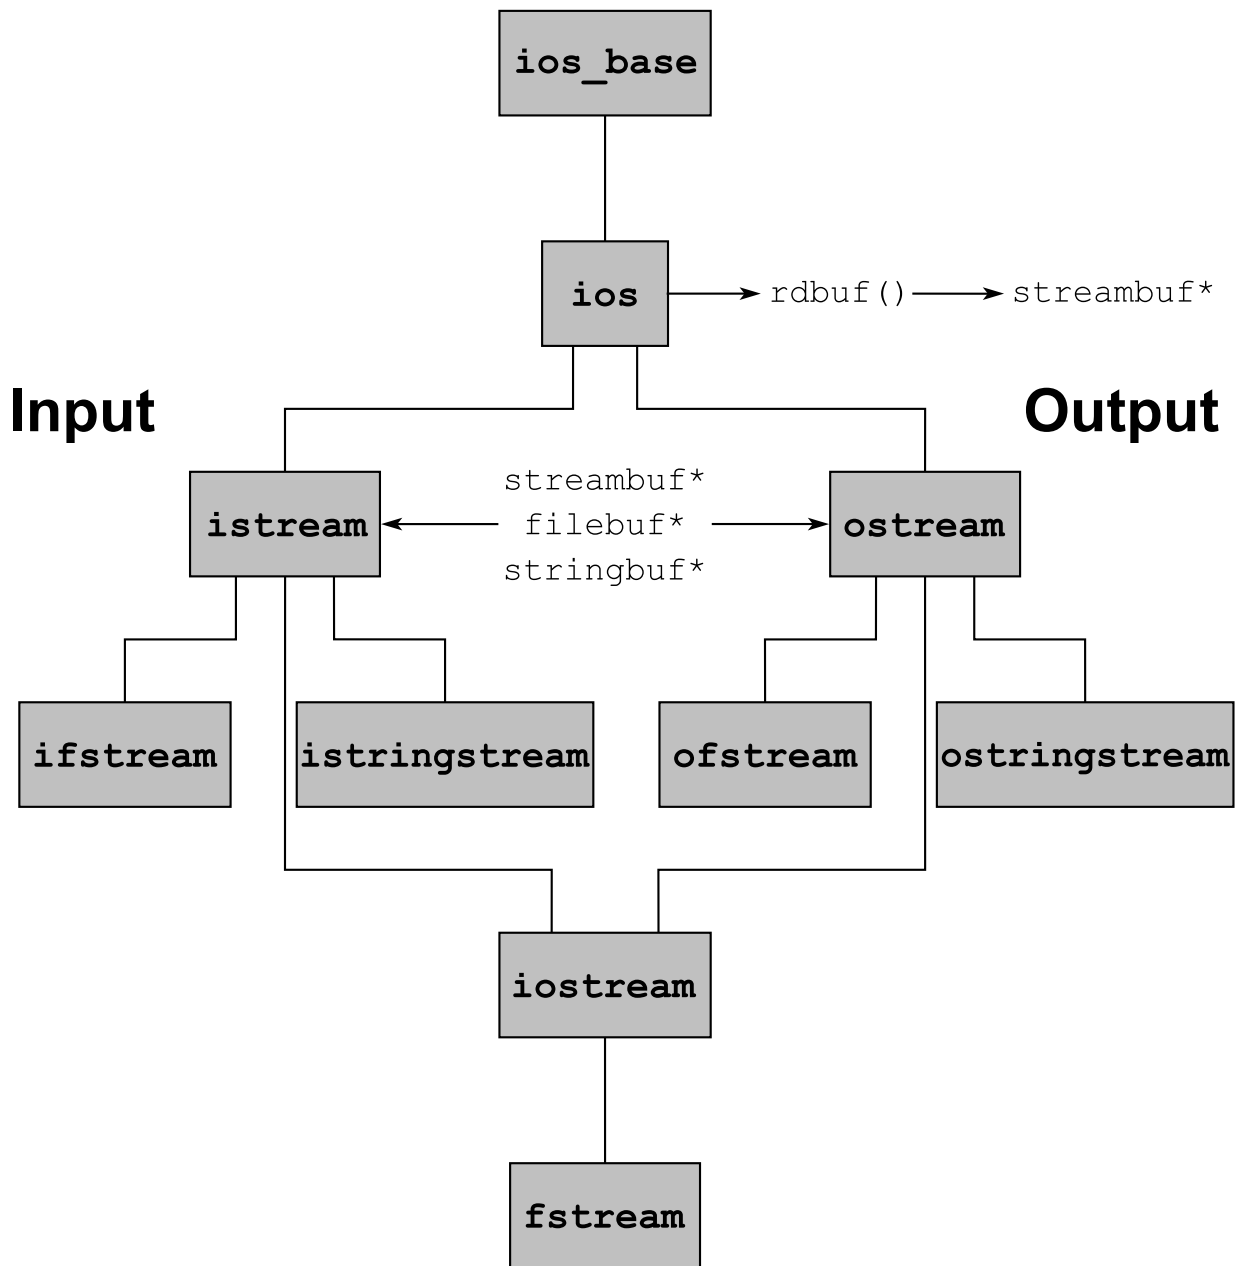 ios_base
ios
rdbuf()
streambuf*
Input
Output
istream
streambuf*
filebuf*
stringbuf*
ostream
ifstream
istringstream
ofstream
ostringstream
iostream
fstream